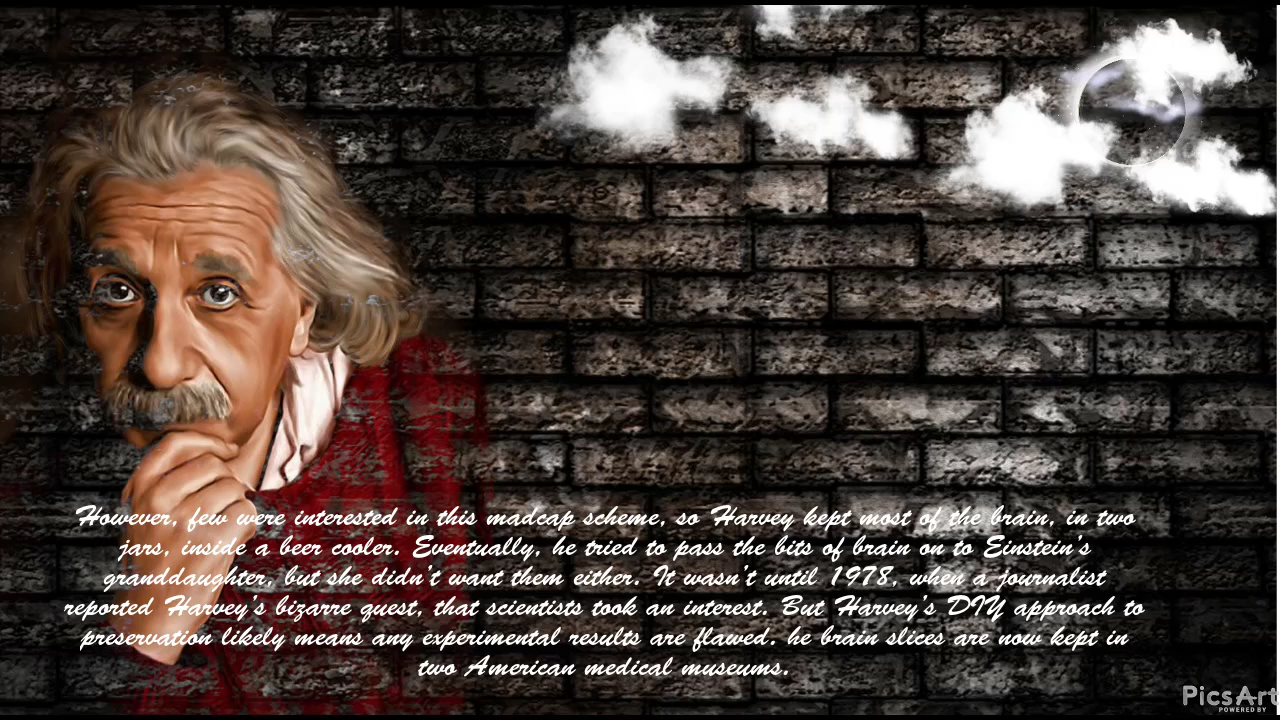 However, few were interested in this madcap scheme, so Harvey kept most of the brain, in two
jars, inside a beer cooler. Eventually, he tried to pass the bits of brain on to Einstein's
granddaughter, but she didn't want them either. It wasn't until 1978, when a journalist
reported Harvey's bizarre quest, that scientists took an interest. But Harvey's DIY approach to
preservation likely means any experimental results are flawed. he brain slices are now kept in
two American medical museums.
PicsArt
POWERED BY